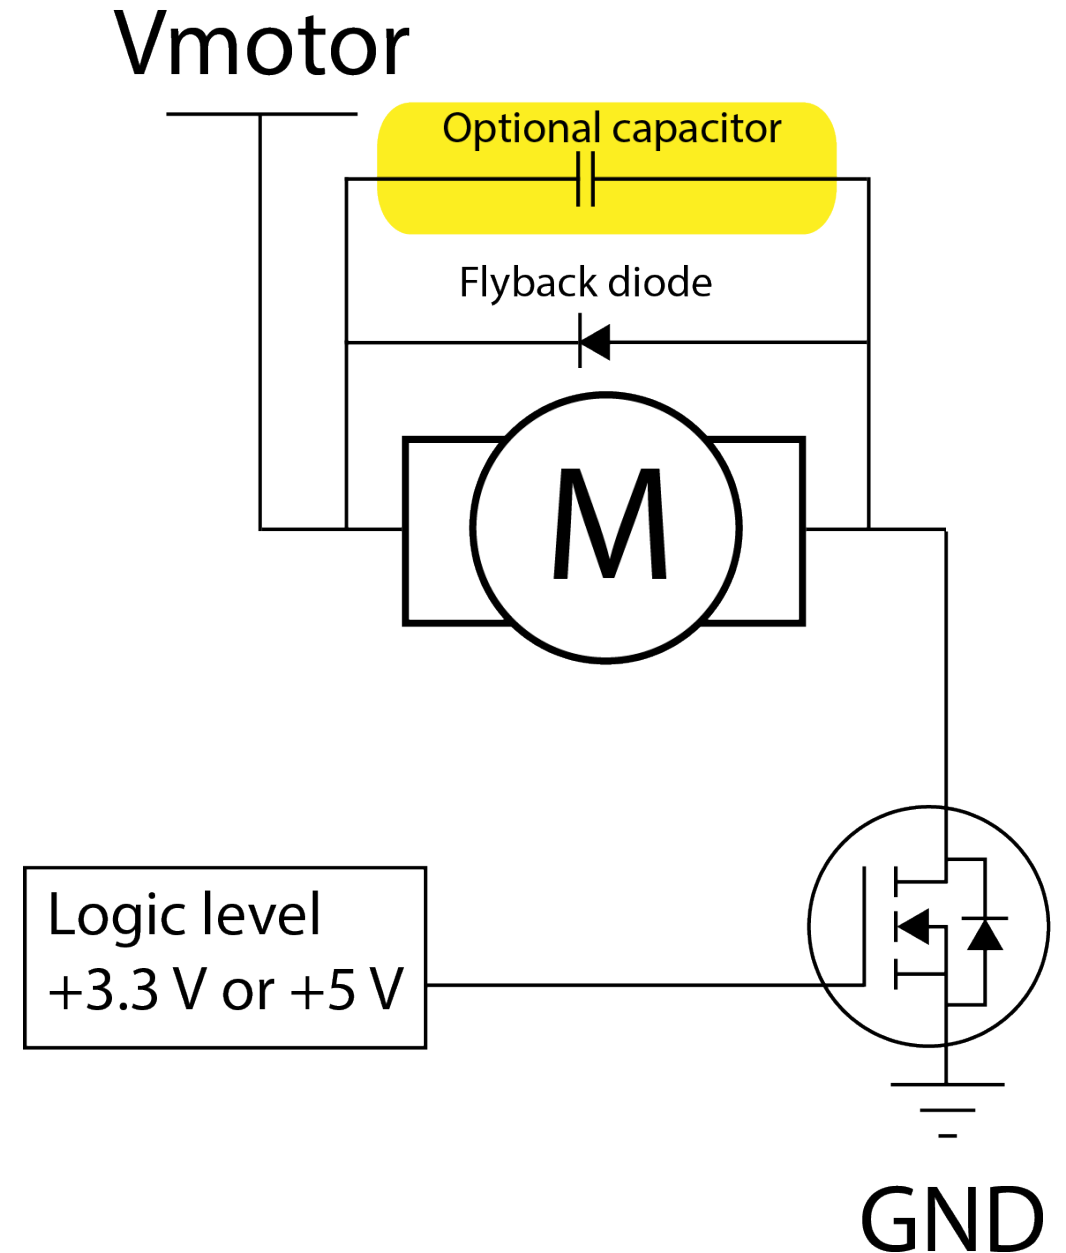 Vmotor
Optional capacitor
Flyback diode
M
Logic level
+3.3 V or +5 V
GND